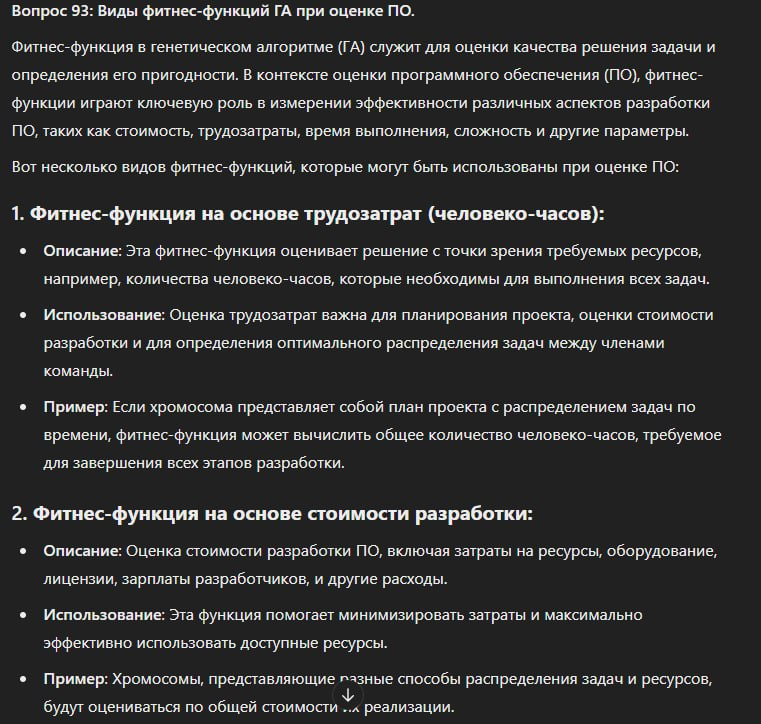 Вопрос 93: Виды фитнес-функций ГА при оценке ПО.
Фитнес-функция в генетическом алгоритме (ГА) служит для оценки качества решения задачи и
определения его пригодности. В контексте оценки программного обеспечения (ПО), фитнес-
функции играют ключевую роль в измерении эффективности различных аспектов разработки
ПО, таких как стоимость, трудозатраты, время выполнения, сложность и другие параметры.
Вот несколько видов фитнес-функций, которые могут быть использованы при оценке ПО:
1. Фитнес-функция на основе трудозатрат (человеко-часов):
• Описание: Эта фитнес-функция оценивает решение с точки зрения требуемых ресурсов,
например, количества человеко-часов, которые необходимы для выполнения всех задач.
• Использование: Оценка трудозатрат важна для планирования проекта, оценки стоимости
разработки и для определения оптимального распределения задач между членами
команды.
• Пример: Если хромосома представляет собой план проекта с распределением задач по
времени, фитнес-функция может вычислить общее количество человеко-часов, требуемое
для завершения всех этапов разработки.
2. Фитнес-функция на основе стоимости разработки:
• Описание: Оценка стоимости разработки ПО, включая затраты на ресурсы, оборудование,
лицензии, зарплаты разработчиков, и другие расходы.
• Использование: Эта функция помогает минимизировать затраты и максимально
эффективно использовать доступные ресурсы.
• Пример: Хромосомы, представляющие разные способы распределения задач и ресурсов,
будут оцениваться по общей стоимости их реализации.